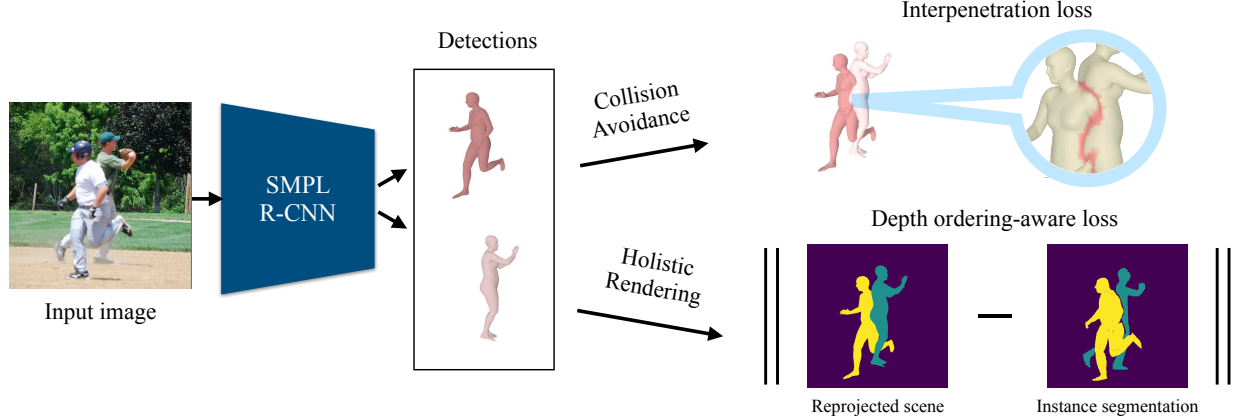 Interpenetration loss
Detections
Collision
Avoidance
SMPL
R-CNN
Depth ordering-aware loss
Holistic
Rendering
Input image
Reprojected scene
Instance segmentation